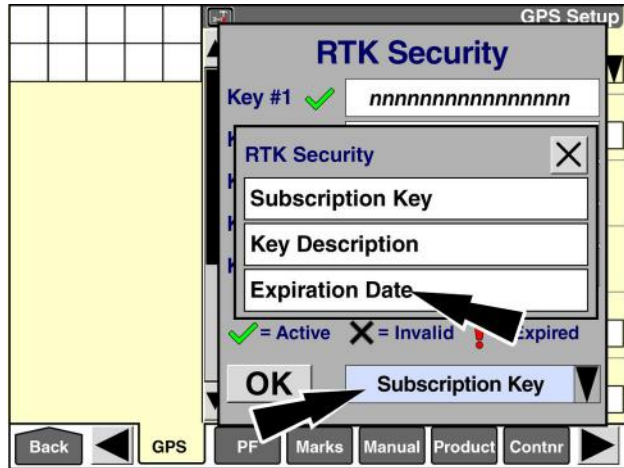 GPS Setup
RTK Security
Key #1 nnnnnnnnnnnnnnnn
RTK Security
Subscription Key
Key Description
Expiration Date
= Active = Invalid Expired
OK Subscription Key
Back GPS PF Marks Manual Product Contnr